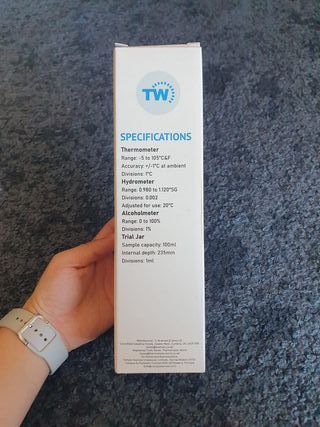 TW
SPECIFICATIONS
Thermometer
Range: -5 to 105°C&F
Accuracy: +/-1°C at ambient
Divisions: 1°C
Hydrometer
Range: 0.980 to 1.120°SG
Divisions: 0.002
Adjusted for use: 20°C
Alcoholmeter
Range: 0 to 100%
Divisions: 1%
Trial Jar
Sample capacity: 100ml
Internal depth: 235mm
Divisions: 1ml